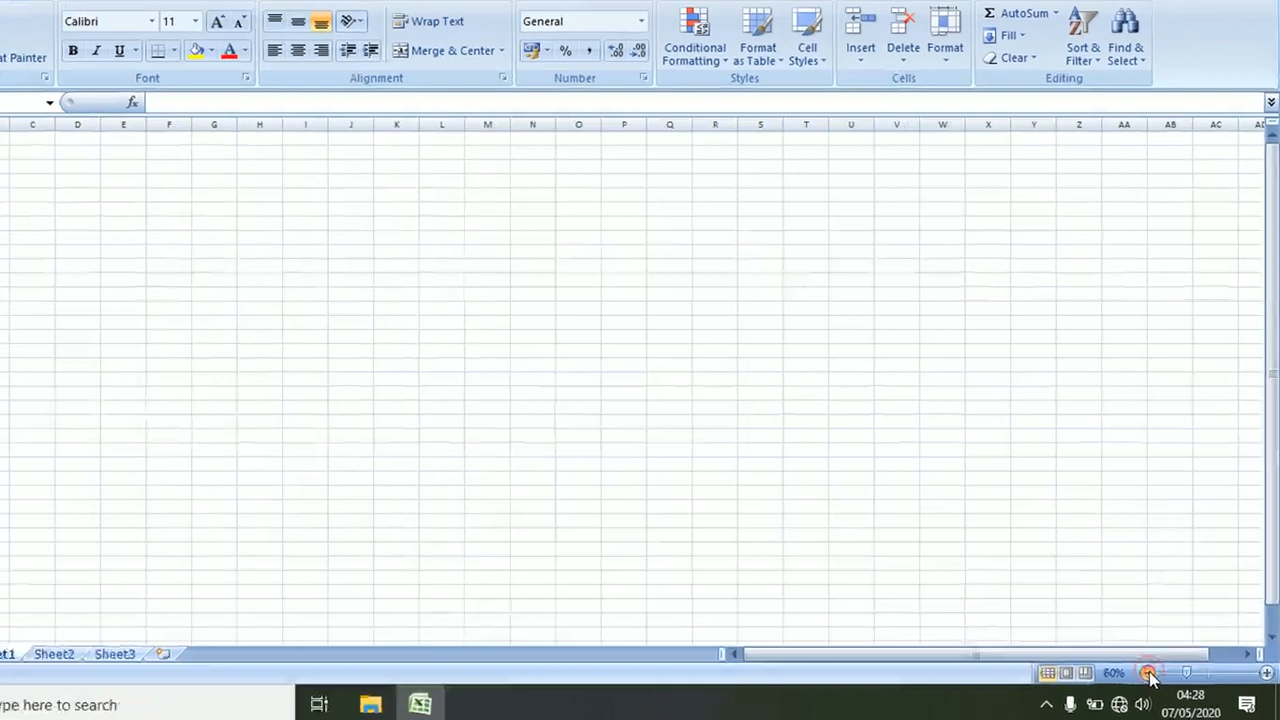 Calibri 11 Wrap Text General AutoSum
at Painter B I U Merge & Center % , Conditional Formatting Format as Table Cell Styles Insert Delete Format Fill Sort & Filter Find & Select
Clear
Font Alignment Number Styles Cells Editing
fx
C D E F G H I J K L M N O P Q R S T U V W X Y Z AA AB AC AD
et1 Sheet2 Sheet3
60%
ype here to search 04:28
07/05/2020